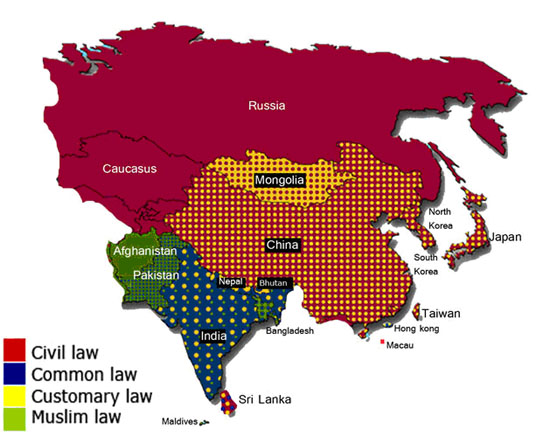 Russia
Caucasus
Mongolia
North
Korea
China
Japan
Afghanistan
South
Korea
Pakistan
Nepal
Bhutan
Taiwan
Hong kong
Bangladesh
India
Macau
Civil law
Common law
Customary law
Muslim law
Sri Lanka
Maldives